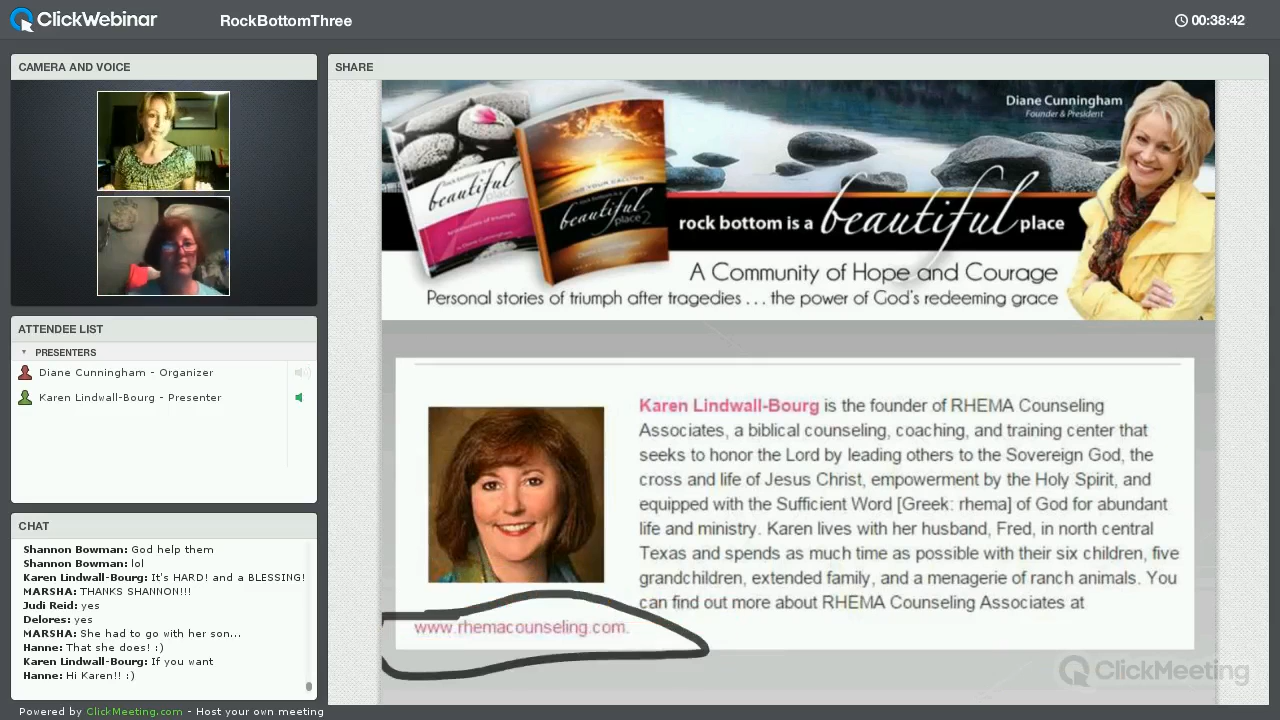 ClickWebinar
RockBottomThree
00:38:42
CAMERA AND VOICE
ATTENDEE LIST
PRESENTERS
Diane Cunningham - Organizer
Karen Lindwall-Bourg - Presenter
CHAT
Shannon Bowman: God help them
Shannon Bowman: lol
Karen Lindwall-Bourg: It's HARD! and a BLESSING!
MARSHA: THANKS SHANNON!!!
Judi Reid: yes
Delores: yes
MARSHA: She had to go with her son...
Hanne: That she does! :)
Karen Lindwall-Bourg: If you want
Hanne: Hi Karen!! :)
Powered by ClickMeeting.com - Host your own meeting
SHARE
Diane Cunningham
Founder & President
beautiful
beautiful
place 2
rock bottom is a beautiful place
A Community of Hope and Courage
Personal stories of triumph after tragedies . . . the power of God's redeeming grace
Karen Lindwall-Bourg is the founder of RHEMA Counseling
Associates, a biblical counseling, coaching, and training center that
seeks to honor the Lord by leading others to the Sovereign God, the
cross and life of Jesus Christ, empowerment by the Holy Spirit, and
equipped with the Sufficient Word [Greek: rhema] of God for abundant
life and ministry. Karen lives with her husband, Fred, in north central
Texas and spends as much time as possible with their six children, five
grandchildren, extended family, and a menagerie of ranch animals. You
can find out more about RHEMA Counseling Associates at
www.rhemacounseling.com.
ClickMeeting